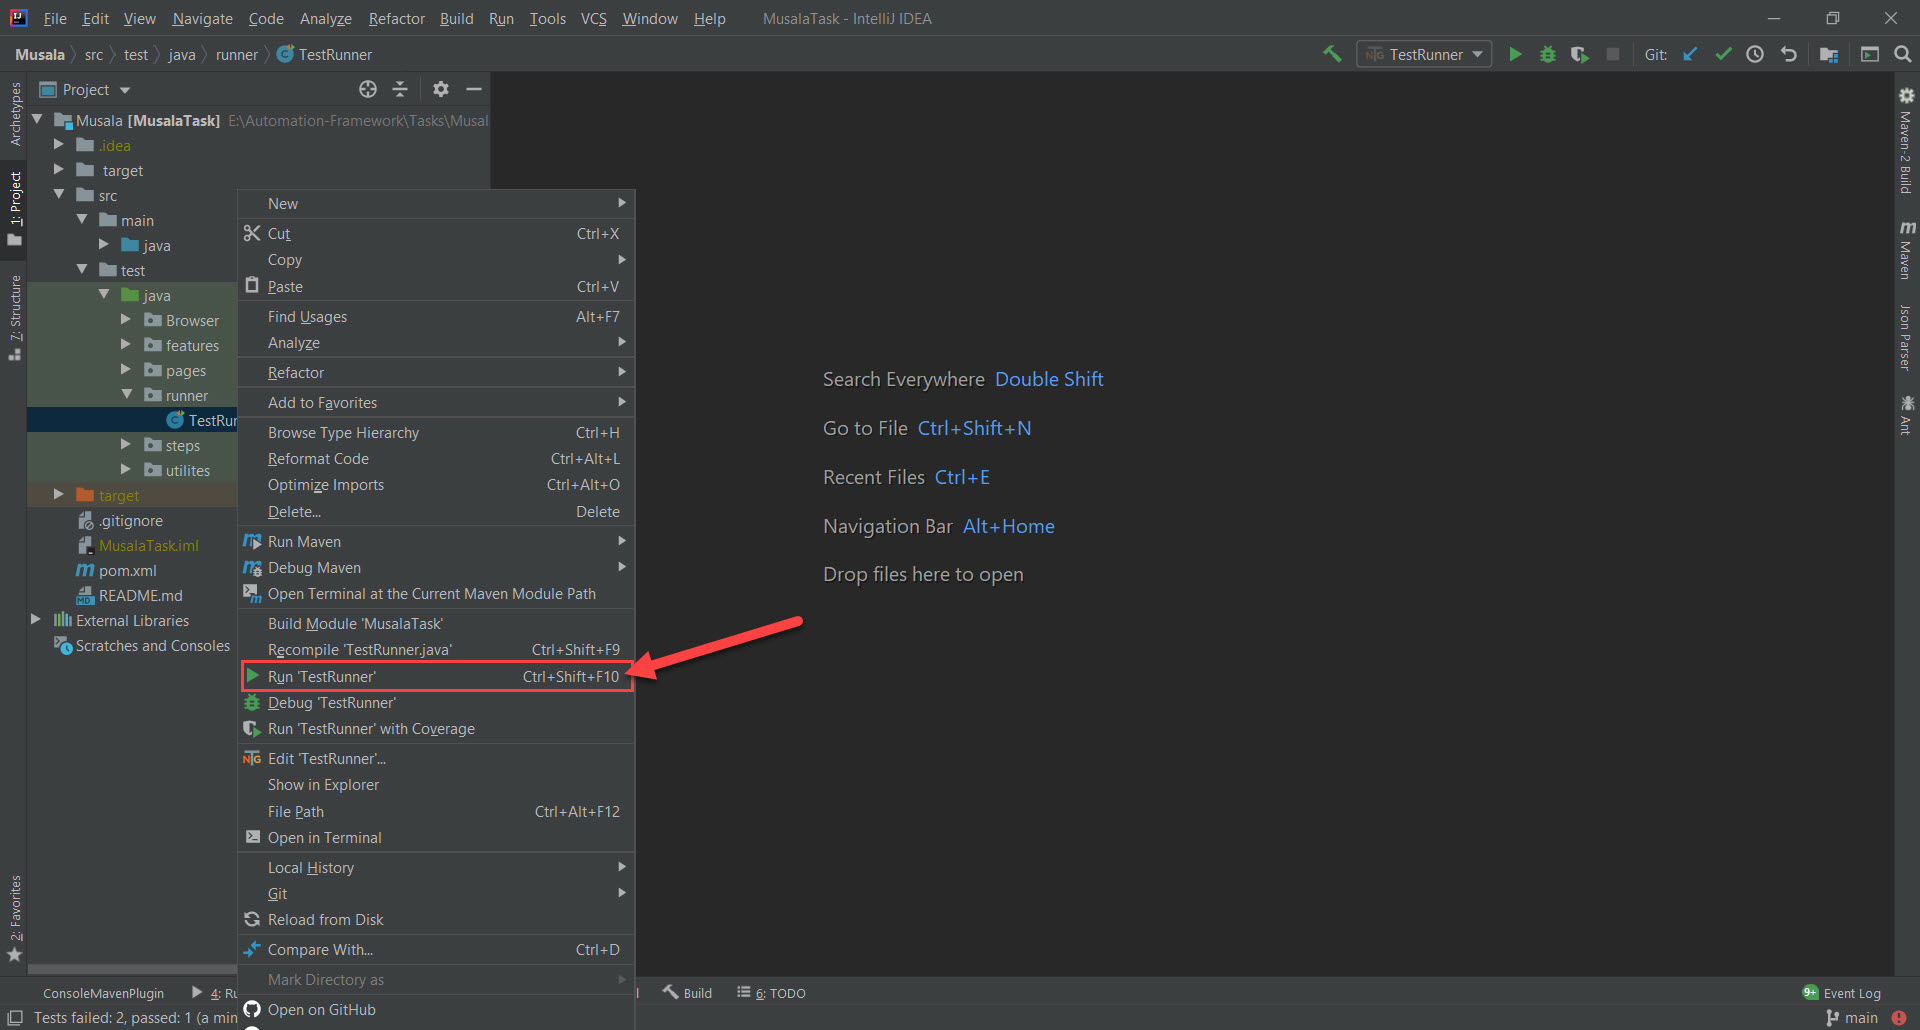 File Edit View Navigate Code Analyze Refactor Build Run Tools VCS Window Help MusalaTask - IntelliJ IDEA
Musala src test java runner TestRunner
TestRunner Git:
Project
Musala [MusalaTask] E:\Automation-Framework\Tasks\Musal
.idea
target
src
main
java
test
java
Browser
features
pages
runner
TestRun
steps
utilites
target
.gitignore
MusalaTask.iml
pom.xml
README.md
External Libraries
Scratches and Consoles
Archetypes
1: Project
7: Structure
2: Favorites
New
Cut Ctrl+X
Copy
Paste Ctrl+V
Find Usages Alt+F7
Analyze
Refactor
Add to Favorites
Browse Type Hierarchy Ctrl+H
Reformat Code Ctrl+Alt+L
Optimize Imports Ctrl+Alt+O
Delete... Delete
Run Maven
Debug Maven
Open Terminal at the Current Maven Module Path
Build Module 'MusalaTask'
Recompile 'TestRunner.java' Ctrl+Shift+F9
Run 'TestRunner' Ctrl+Shift+F10
Debug 'TestRunner'
Run 'TestRunner' with Coverage
Edit 'TestRunner'...
Show in Explorer
File Path Ctrl+Alt+F12
Open in Terminal
Local History
Git
Reload from Disk
Compare With... Ctrl+D
Mark Directory as
Open on GitHub
Search Everywhere Double Shift
Go to File Ctrl+Shift+N
Recent Files Ctrl+E
Navigation Bar Alt+Home
Drop files here to open
Maven-2 Build
Maven
Json Parser
Ant
ConsoleMavenPlugin 4: Ru Build 6: TODO 9+ Event Log
Tests failed: 2, passed: 1 (a min main